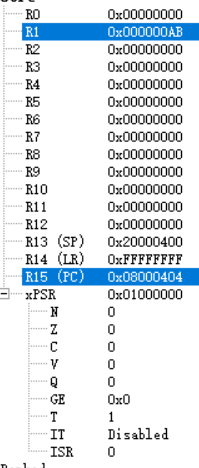 R0 0x00000000
R1 0x000000AB
R2 0x00000000
R3 0x00000000
R4 0x00000000
R5 0x00000000
R6 0x00000000
R7 0x00000000
R8 0x00000000
R9 0x00000000
R10 0x00000000
R11 0x00000000
R12 0x00000000
R13 (SP) 0x20000400
R14 (LR) 0xFFFFFFFF
R15 (PC) 0x08000404
xPSR 0x01000000
N 0
Z 0
C 0
V 0
Q 0
GE 0x0
T 1
IT Disabled
ISR 0